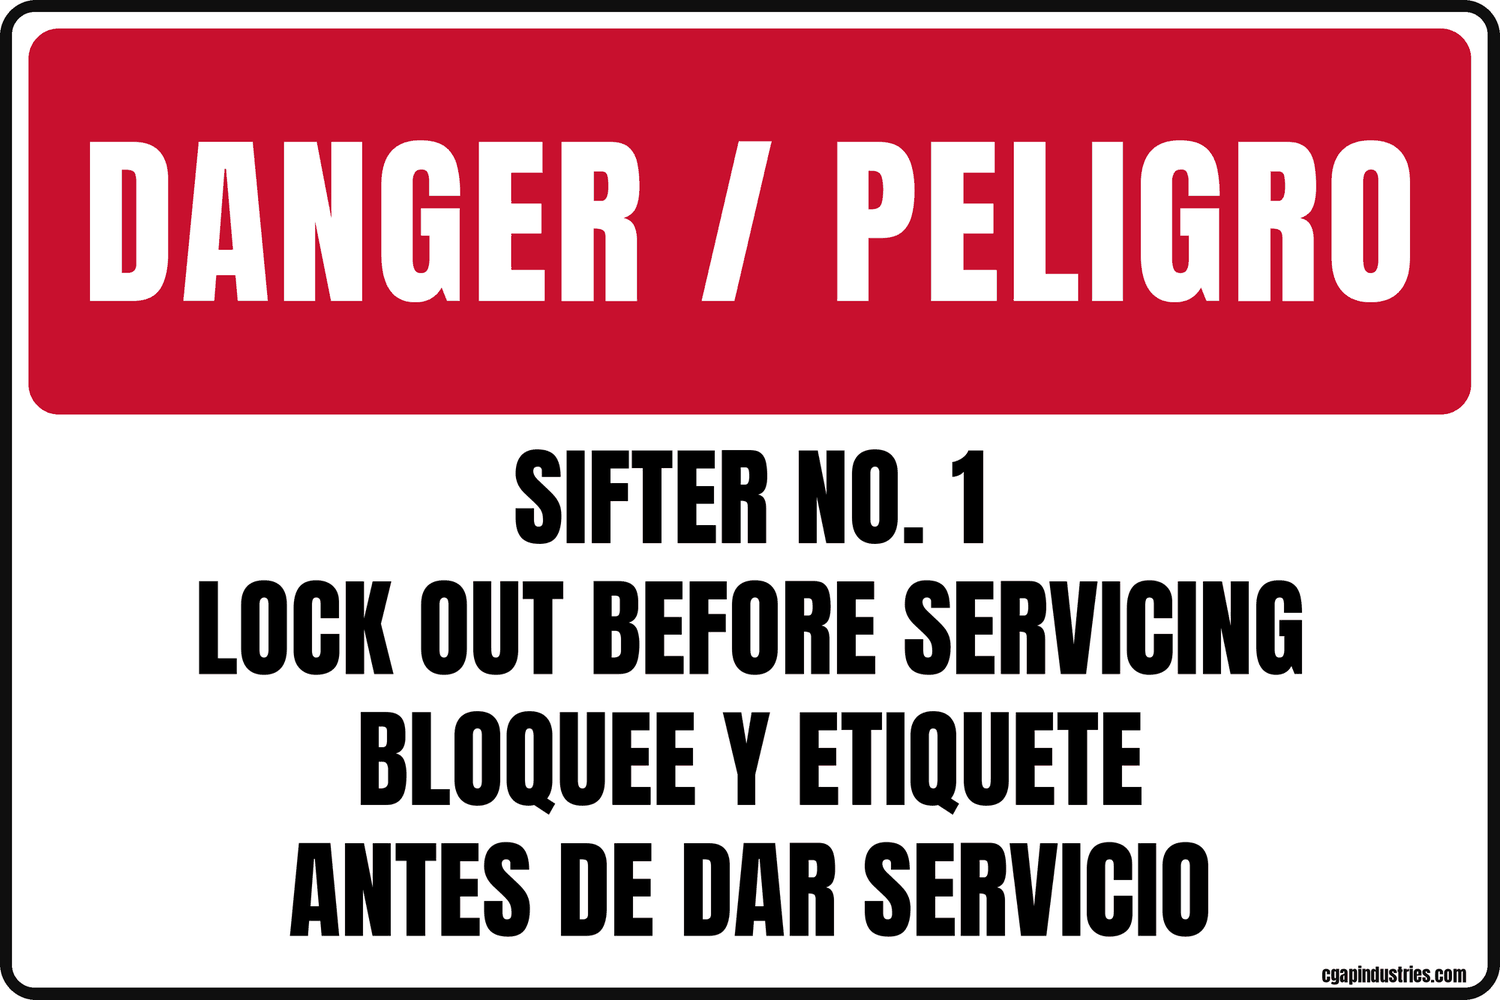 DANGER / PELIGRO
SIFTER NO. 1
LOCK OUT BEFORE SERVICING
BLOQUEE Y ETIQUETE
ANTES DE DAR SERVICIO
cgapindustries.com